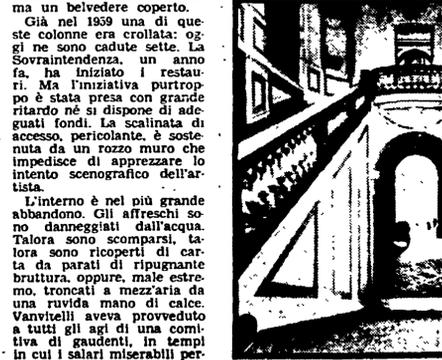 ma un belvedere coperto.
Già nel 1959 una di que-
ste colonne era crollata: og-
gi ne sono cadute sette. La
Sovraintendenza, un anno
fa, ha iniziato i restau-
ri. Ma l'iniziativa purtrop-
po è stata presa con grande
ritardo né si dispone di ade-
guati fondi. La scalinata di
accesso, pericolante, è soste-
nuta da un rozzo muro che
impedisce di apprezzare lo
intento scenografico dell'ar-
tista.
L'interno è nel più grande
abbandono. Gli affreschi so-
no danneggiati dall'acqua.
Talora sono scomparsi, ta-
lora sono ricoperti di car-
ta da parati di ripugnante
bruttura, oppure, male estre-
mo, troncati a mezz'aria da
una ruvida mano di calce.
Vanvitelli aveva provveduto
a tutti gli agi di una comi-
tiva di gaudenti, in tempi
in cui i salari miserabili per-